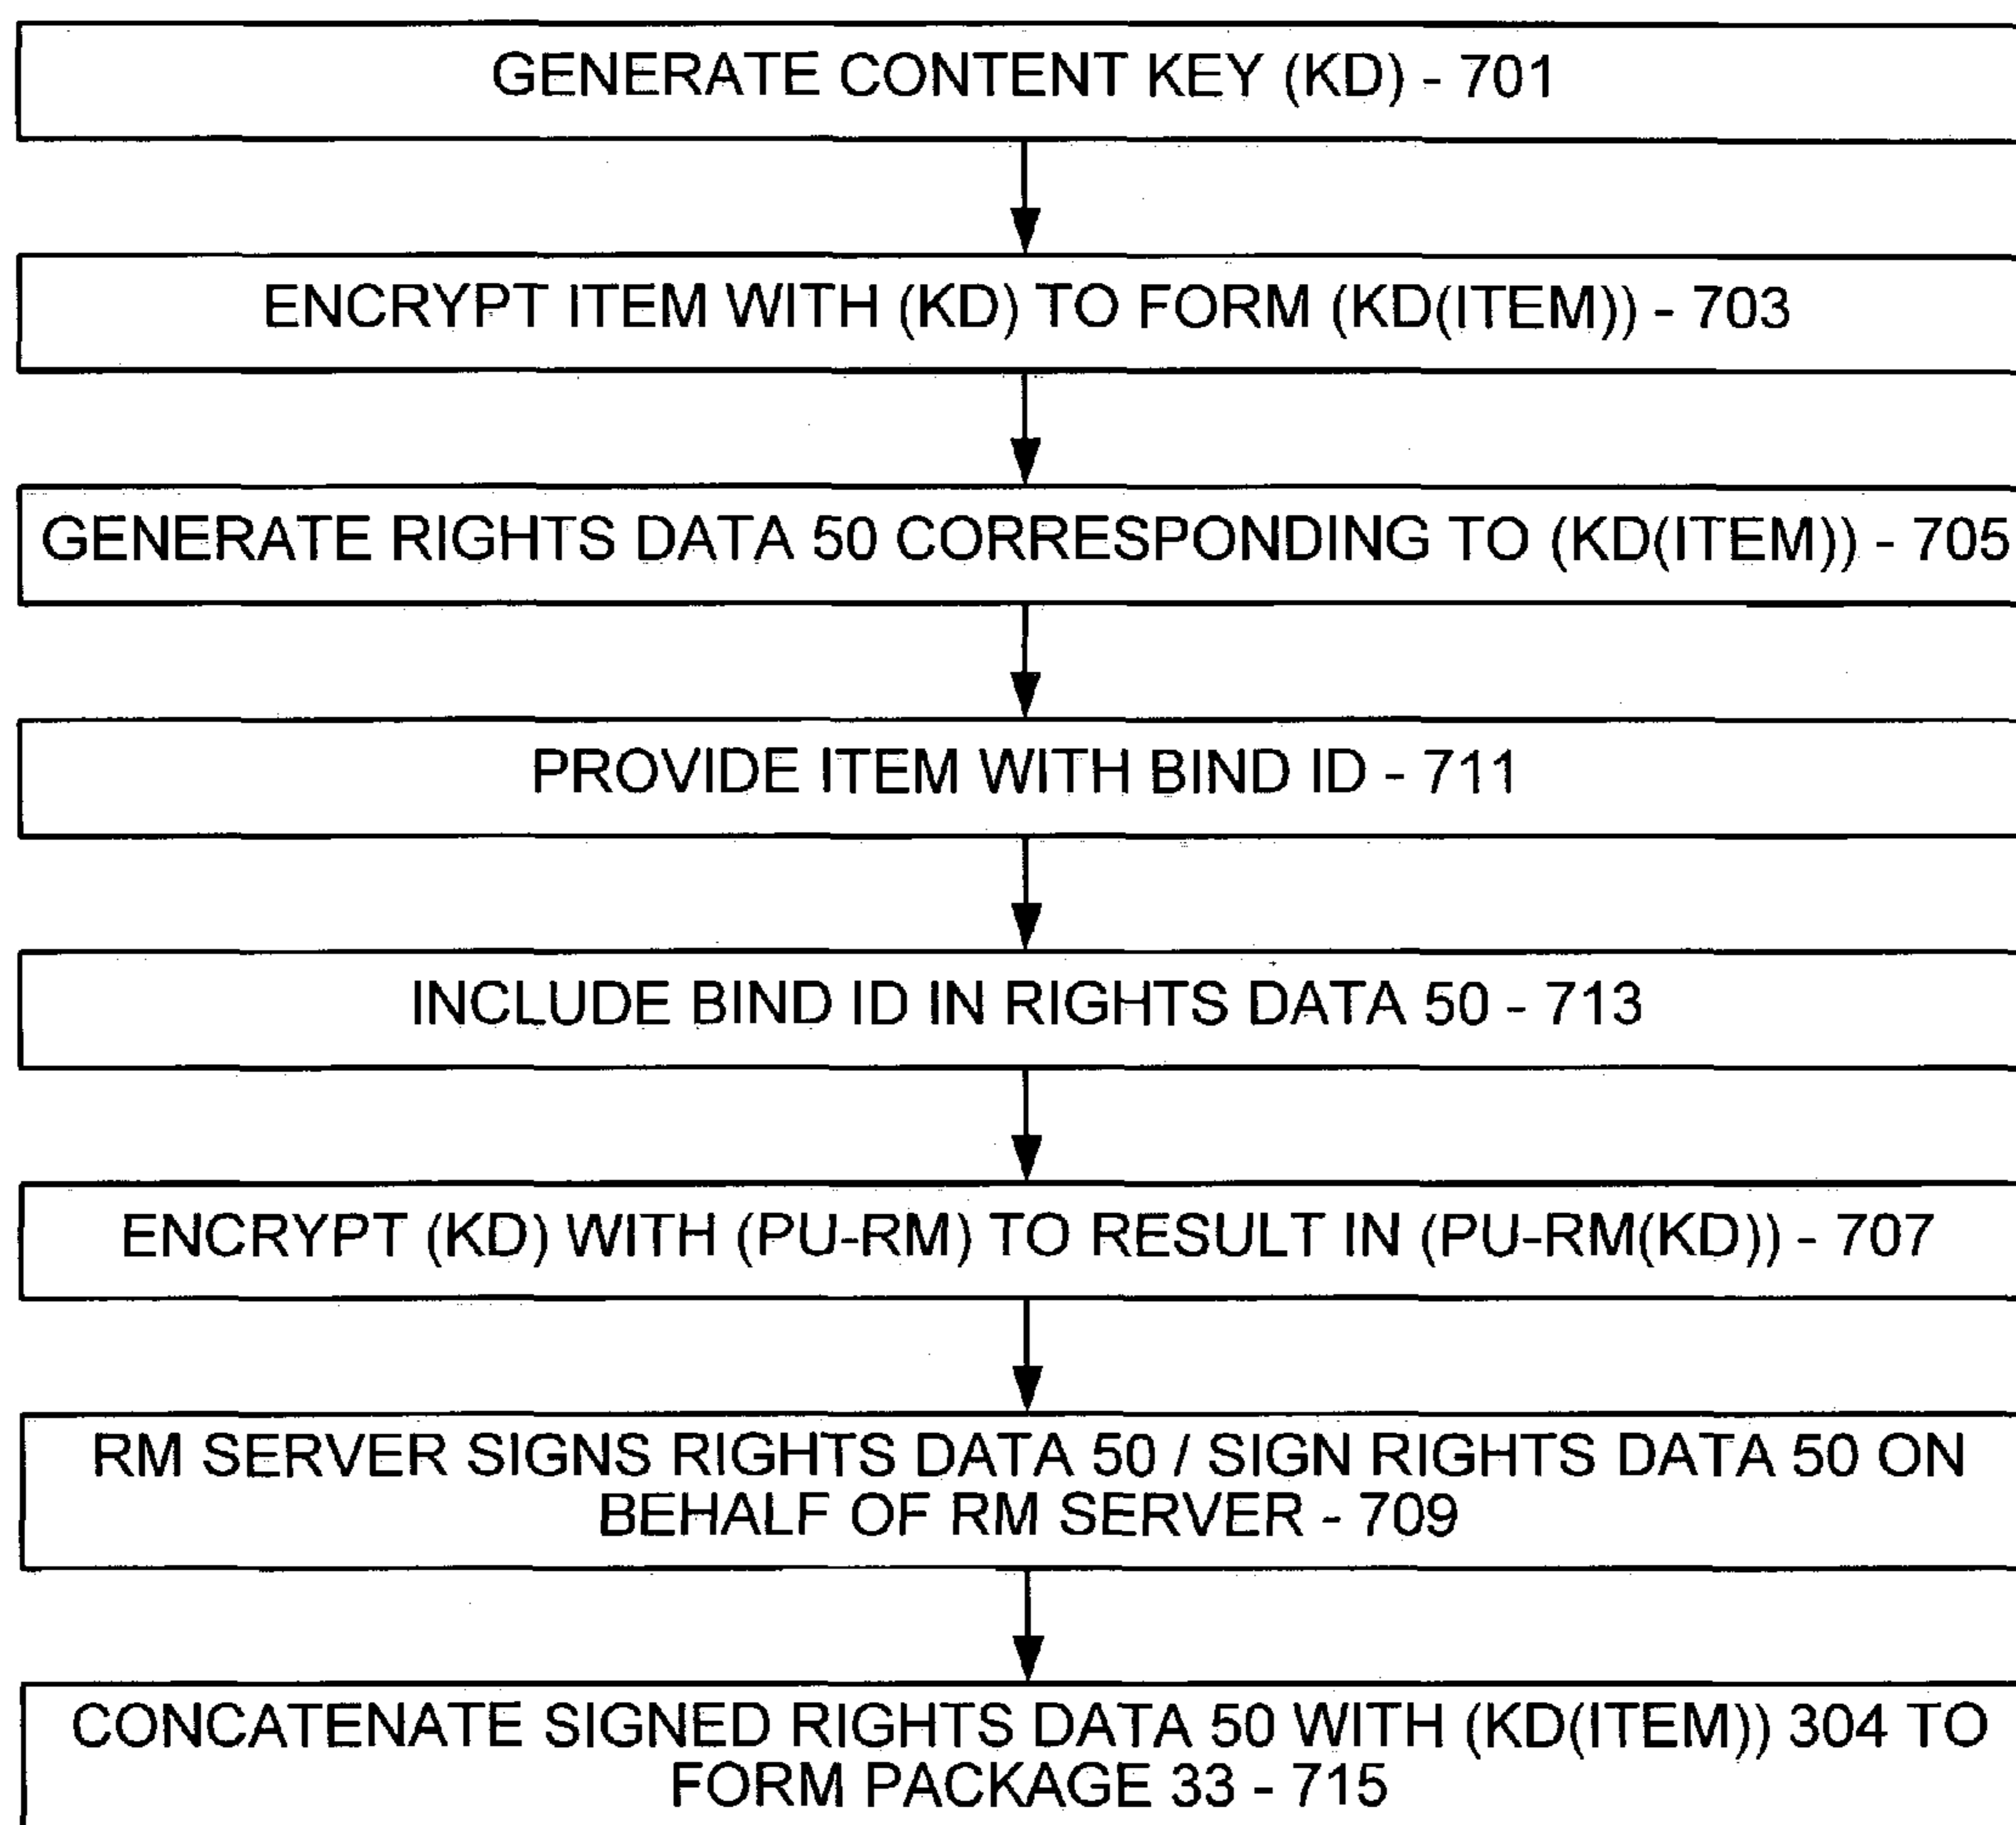 GENERATE CONTENT KEY (KD) - 701
ENCRYPT ITEM WITH (KD) TO FORM (KD(ITEM)) - 703
GENERATE RIGHTS DATA 50 CORRESPONDING TO (KD(ITEM)) - 705
PROVIDE ITEM WITH BIND ID - 711
INCLUDE BIND ID IN RIGHTS DATA 50 - 713
ENCRYPT (KD) WITH (PU-RM) TO RESULT IN (PU-RM(KD)) - 707
RM SERVER SIGNS RIGHTS DATA 50 / SIGN RIGHTS DATA 50 ON
BEHALF OF RM SERVER - 709
CONCATENATE SIGNED RIGHTS DATA 50 WITH (KD(ITEM)) 304 TO
FORM PACKAGE 33 - 715